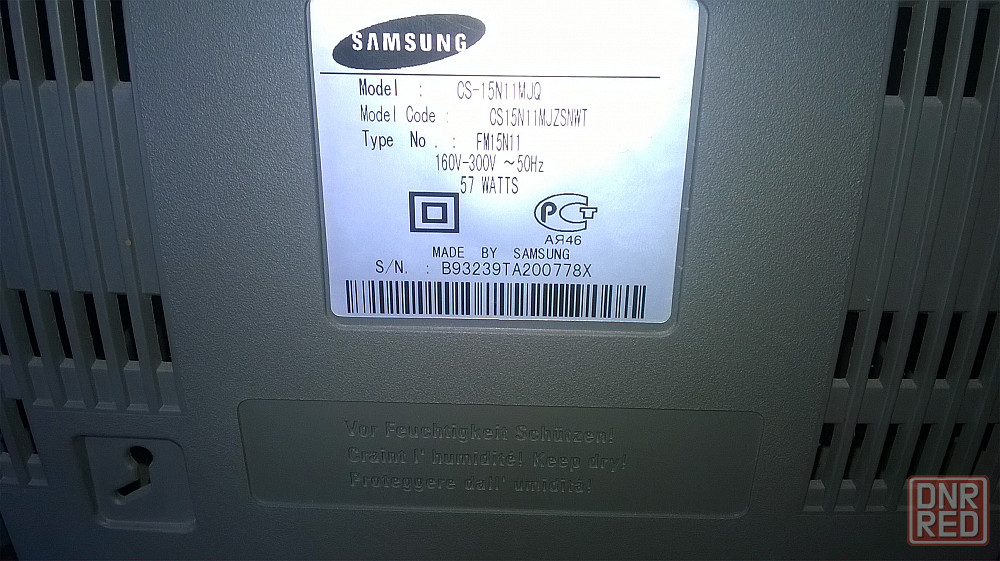 SAMSUNG
Model : CS-15N11MJQ
Model Code : CS15N11MJZSNWT
Type No. : FM15N11
160V-300V ~50Hz
57 WATTS
РСТ
АЯ46
MADE BY SAMSUNG
S/N. : B93239TA200778X
Vor Feuchtigkeit Schützen!
Craint l' humidité! Keep dry!
Proteggere dall' umidità!
DNR
RED